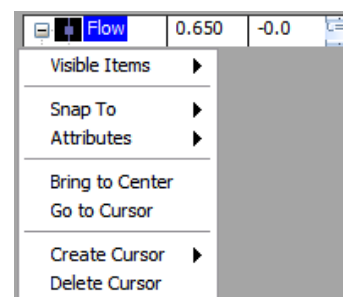 Flow 0.650 -0.0
Visible Items
Snap To
Attributes
Bring to Center
Go to Cursor
Create Cursor
Delete Cursor